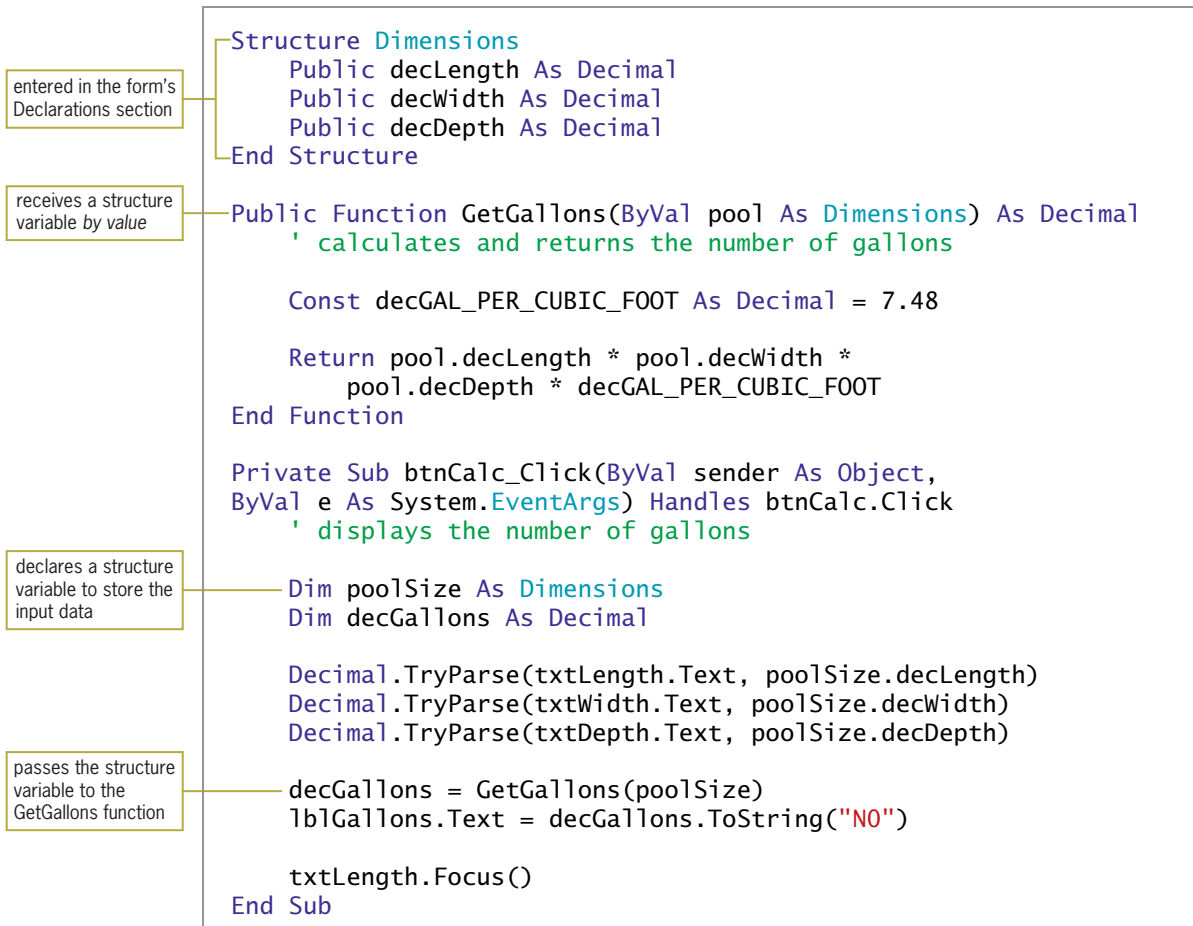 entered in the form's
Declarations section
Structure Dimensions
    Public decLength As Decimal
    Public decWidth As Decimal
    Public decDepth As Decimal
End Structure
receives a structure
variable by value
Public Function GetGallons(ByVal pool As Dimensions) As Decimal
    ' calculates and returns the number of gallons
    Const decGAL_PER_CUBIC_FOOT As Decimal = 7.48
    Return pool.decLength * pool.decWidth *
        pool.decDepth * decGAL_PER_CUBIC_FOOT
End Function
Private Sub btnCalc_Click(ByVal sender As Object,
ByVal e As System.EventArgs) Handles btnCalc.Click
    ' displays the number of gallons
declares a structure
variable to store the
input data
    Dim poolSize As Dimensions
    Dim decGallons As Decimal
    Decimal.TryParse(txtLength.Text, poolSize.decLength)
    Decimal.TryParse(txtWidth.Text, poolSize.decWidth)
    Decimal.TryParse(txtDepth.Text, poolSize.decDepth)
passes the structure
variable to the
GetGallons function
    decGallons = GetGallons(poolSize)
    lblGallons.Text = decGallons.ToString("N0")
    txtLength.Focus()
End Sub